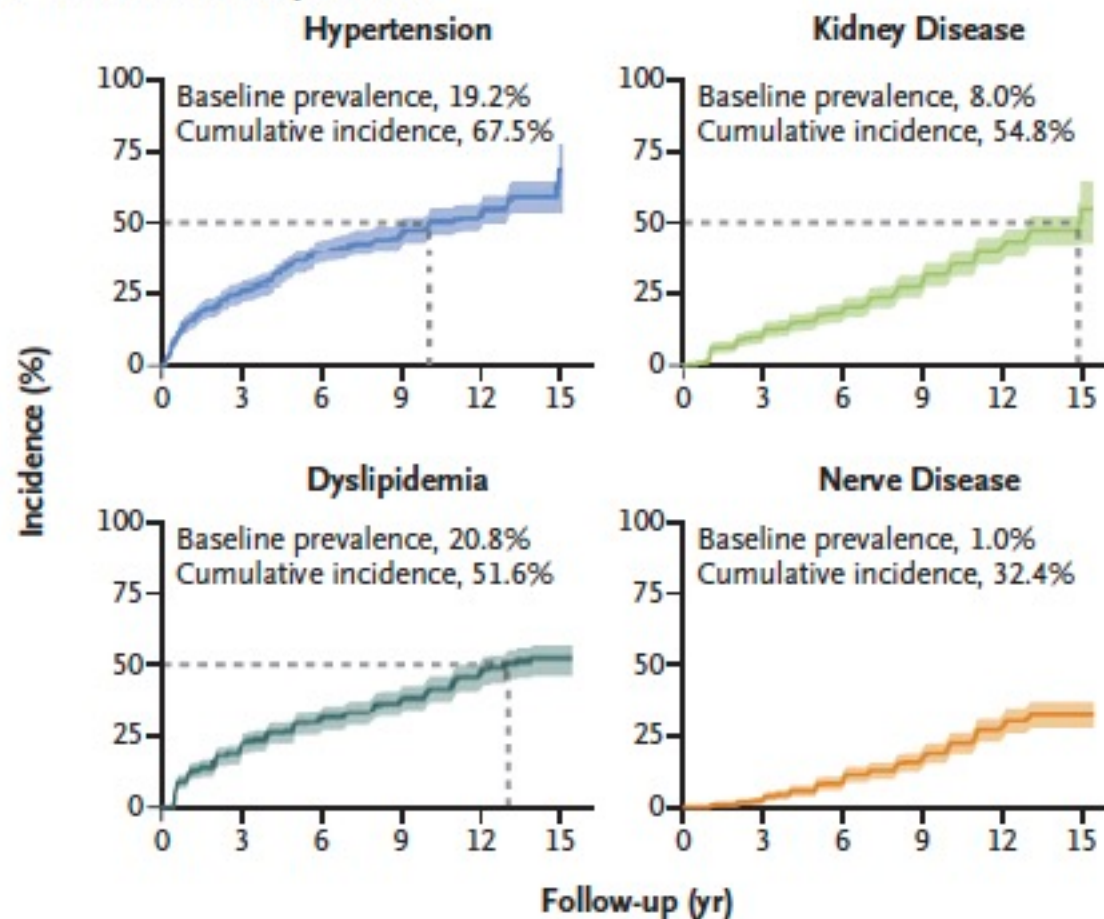 Hypertension
Baseline prevalence, 19.2%
Cumulative incidence, 67.5%
100
75
50
25
0
0 3 6 9 12 15
Kidney Disease
Baseline prevalence, 8.0%
Cumulative incidence, 54.8%
100
75
50
25
0
0 3 6 9 12 15
Incidence (%)
Dyslipidemia
Baseline prevalence, 20.8%
Cumulative incidence, 51.6%
100
75
50
25
0
0 3 6 9 12 15
Nerve Disease
Baseline prevalence, 1.0%
Cumulative incidence, 32.4%
100
75
50
25
0
0 3 6 9 12 15
Follow-up (yr)